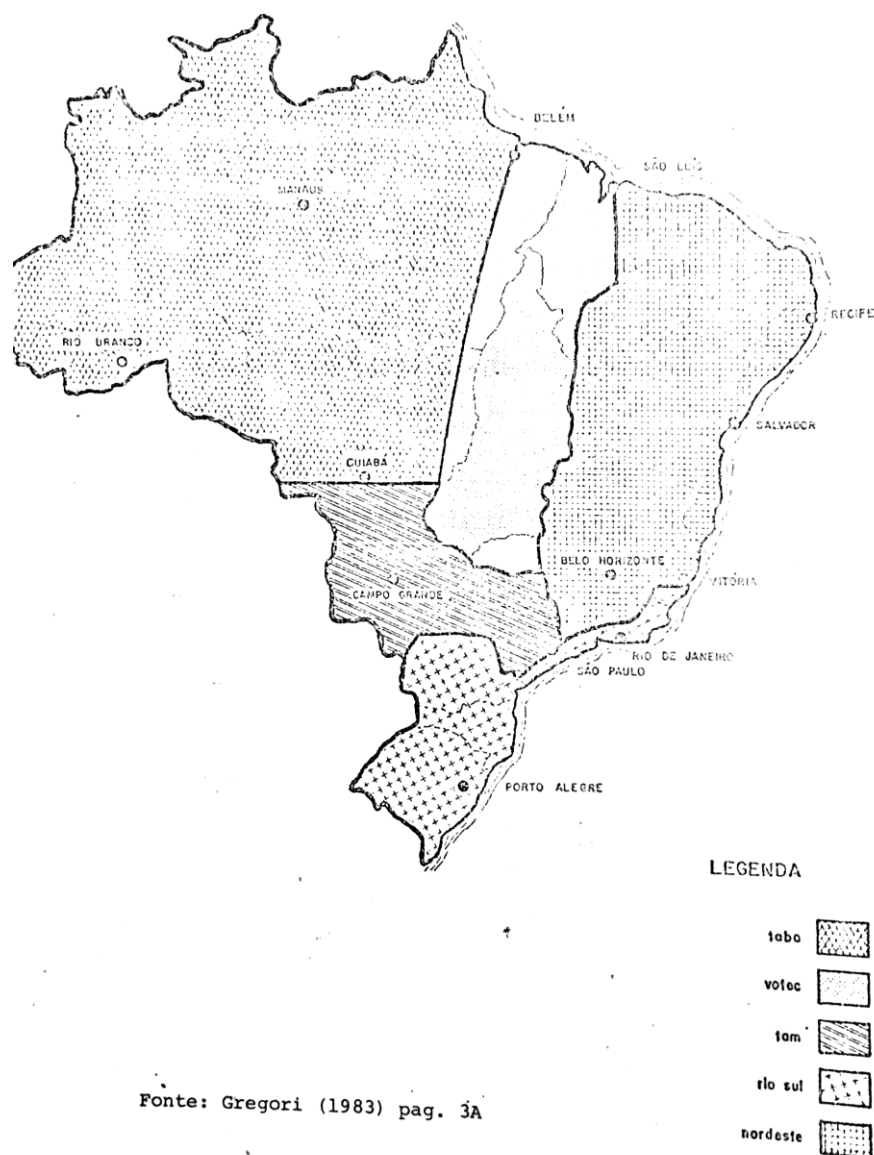 BELÉM
SÃO LUÍS
MANAUS
RECIFE
RIO BRANCO
SALVADOR
CUIABÁ
BELO HORIZONTE
VITÓRIA
CAMPO GRANDE
RIO DE JANEIRO
SÃO PAULO
PORTO ALEGRE
LEGENDA
taba
votec
tam
rio sul
nordeste
Fonte: Gregori (1983) pag. 3A